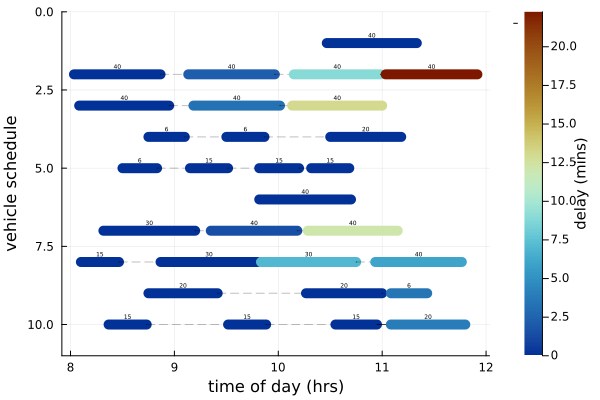 0.0
2.5
5.0
7.5
10.0
vehicle schedule
8 9 10 11 12
time of day (hrs)
40
40 40 40 40
40 40 40
6 6 20
6 15 15 15
40
30 40 40
15 30 30 40
20 20 6
15 15 15 20
20.0
17.5
15.0
12.5
10.0
7.5
5.0
2.5
0
delay (mins)